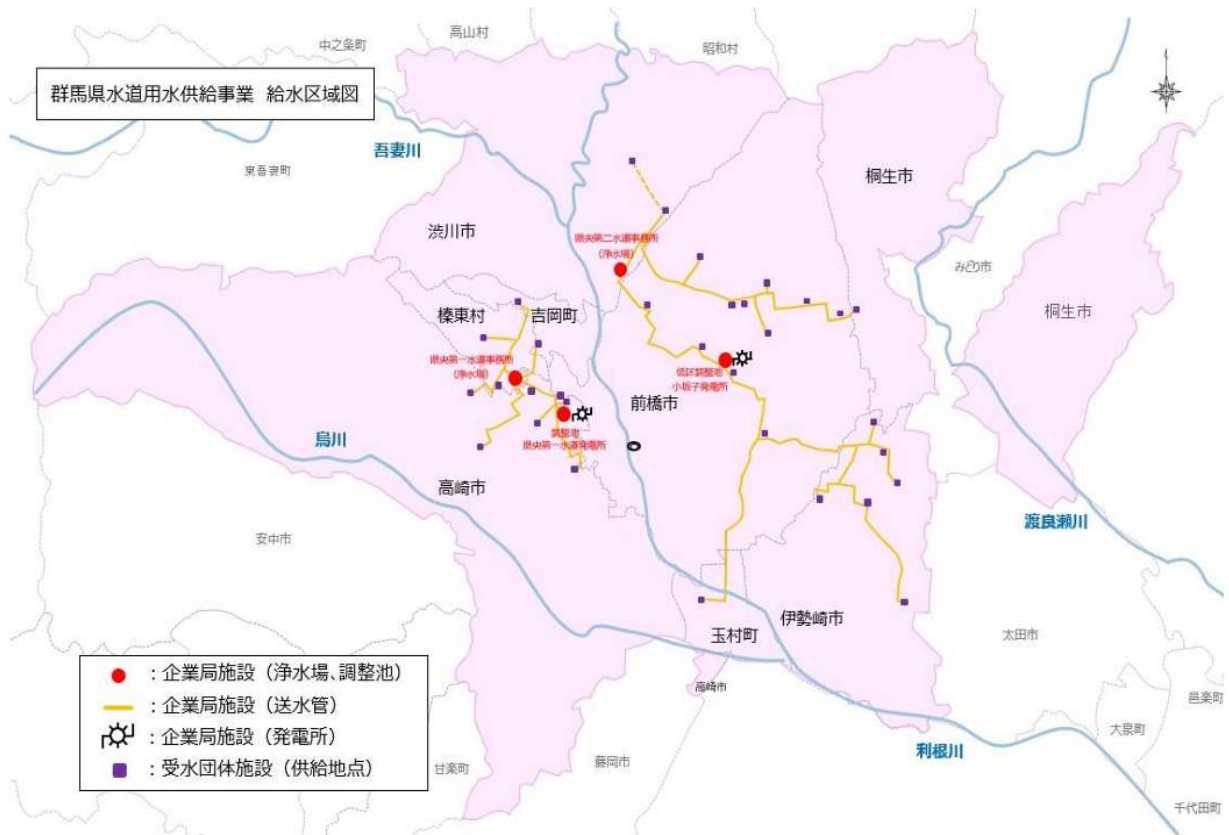 高山村
中之条町
昭和村
群馬県水道用水供給事業 給水区域図
吾妻川
東吾妻町
桐生市
渋川市
県央第二水道事務所
(浄水場)
みどり市
桐生市
榛東村
吉岡町
県央第一水道事務所
(浄水場)
低区調整池
小坂子発電所
前橋市
調整池
県央第一水道発電所
烏川
高崎市
渡良瀬川
安中市
伊勢崎市
玉村町
太田市
高崎市
邑楽町
大泉町
利根川
藤岡市
甘楽町
千代田町
：企業局施設（浄水場、調整池）
：企業局施設（送水管）
：企業局施設（発電所）
：受水団体施設（供給地点）